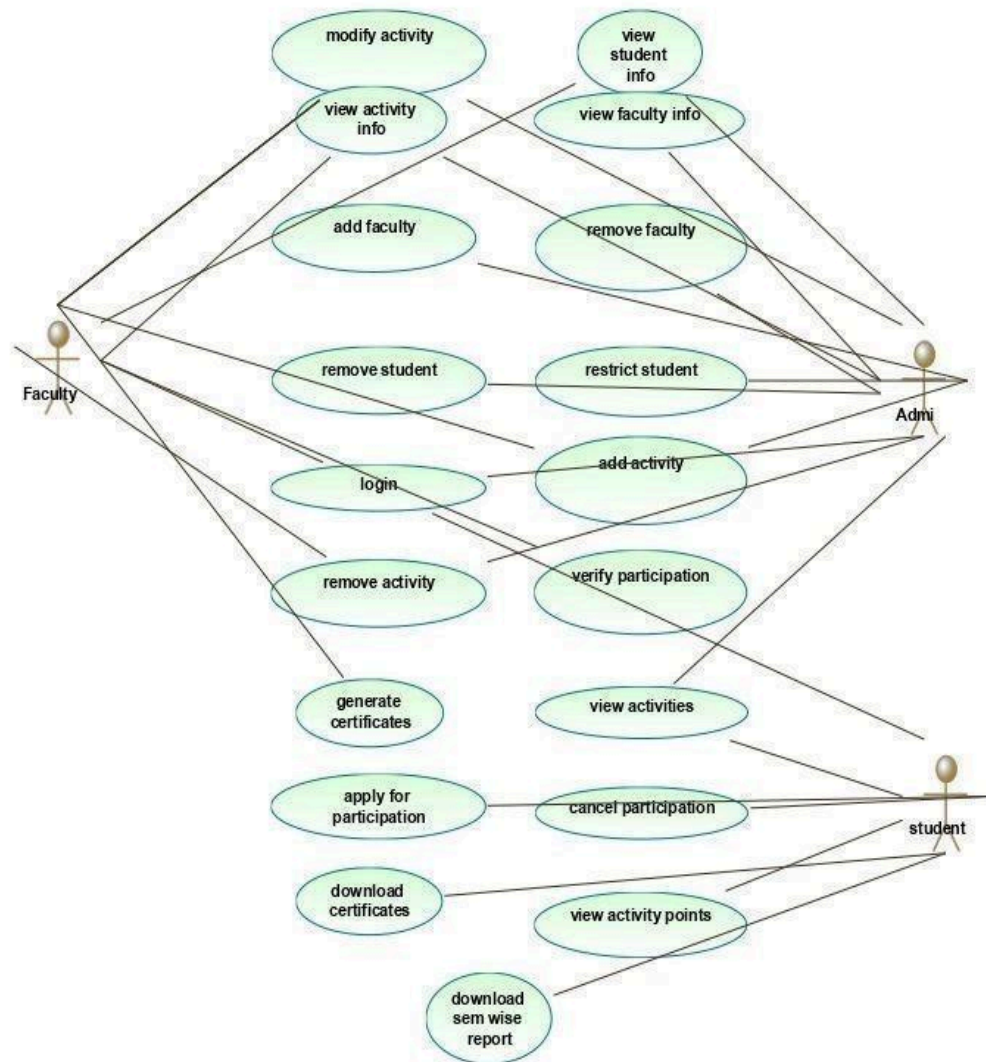 modify activity
view
student
info
view activity
info
view faculty info
add faculty
remove faculty
Faculty
remove student
restrict student
Admi
login
add activity
remove activity
verify participation
generate
certificates
view activities
apply for
participation
cancel participation
student
download
certificates
view activity points
download
sem wise
report